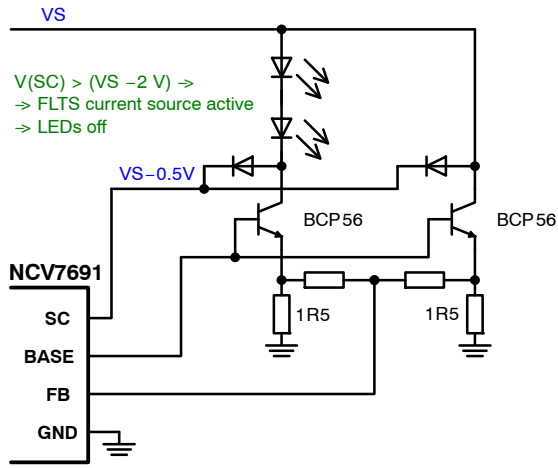 VS
V(SC) > (VS −2 V) →
→ FLTS current source active
→ LEDs off
VS−0.5V
BCP56
BCP56
NCV7691
SC
1R5
1R5
BASE
FB
GND